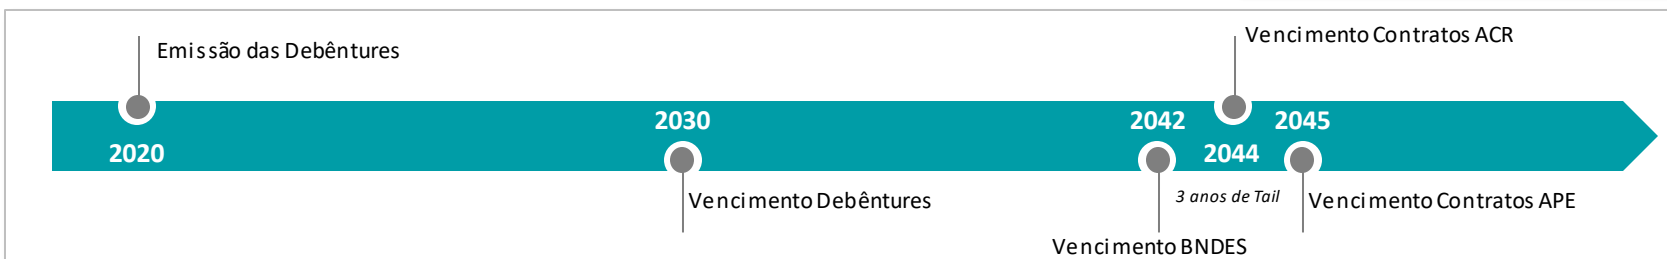 Emissão das Debêntures
Vencimento Contratos ACR
2030
2042
2045
2020
2044
Vencimento Debêntures
3 anos de Tail
Vencimento Contratos APE
Vencimento BNDES